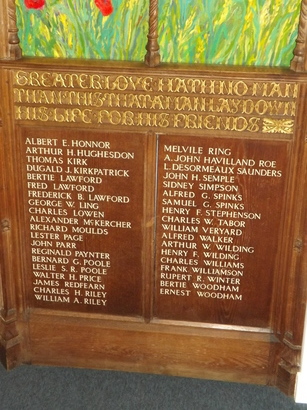 GREATER LOVE HATH NO MAN
THAN THIS THAT A MAN LAY DOWN
HIS LIFE FOR HIS FRIENDS
ALBERT E. HONNOR
ARTHUR H. HUGHESDON
THOMAS KIRK
DUGALD J. KIRKPATRICK
BERTIE LAWFORD
FRED LAWFORD
FREDERICK B. LAWFORD
GEORGE W. LING
CHARLES LOWEN
ALEXANDER McKERCHER
RICHARD MOULDS
LESTER PAGE
JOHN PARR
REGINALD PAYNTER
BERNARD G. POOLE
LESLIE S. R. POOLE
WALTER H. PRICE
JAMES REDFEARN
CHARLES H. RILEY
WILLIAM A. RILEY
MELVILE RING
A. JOHN HAVILLAND ROE
L. DESORMEAUX SAUNDERS
JOHN H. SEMPLE
SIDNEY SIMPSON
ALFRED G. SPINKS
SAMUEL G. SPINKS
HENRY F. STEPHENSON
CHARLES W. TABOR
WILLIAM VERYARD
ALFRED WALKER
ARTHUR W. WILDING
HENRY F. WILDING
CHARLES WILLIAMS
FRANK WILLIAMSON
RUPERT R. WINTER
BERTIE WOODHAM
ERNEST WOODHAM